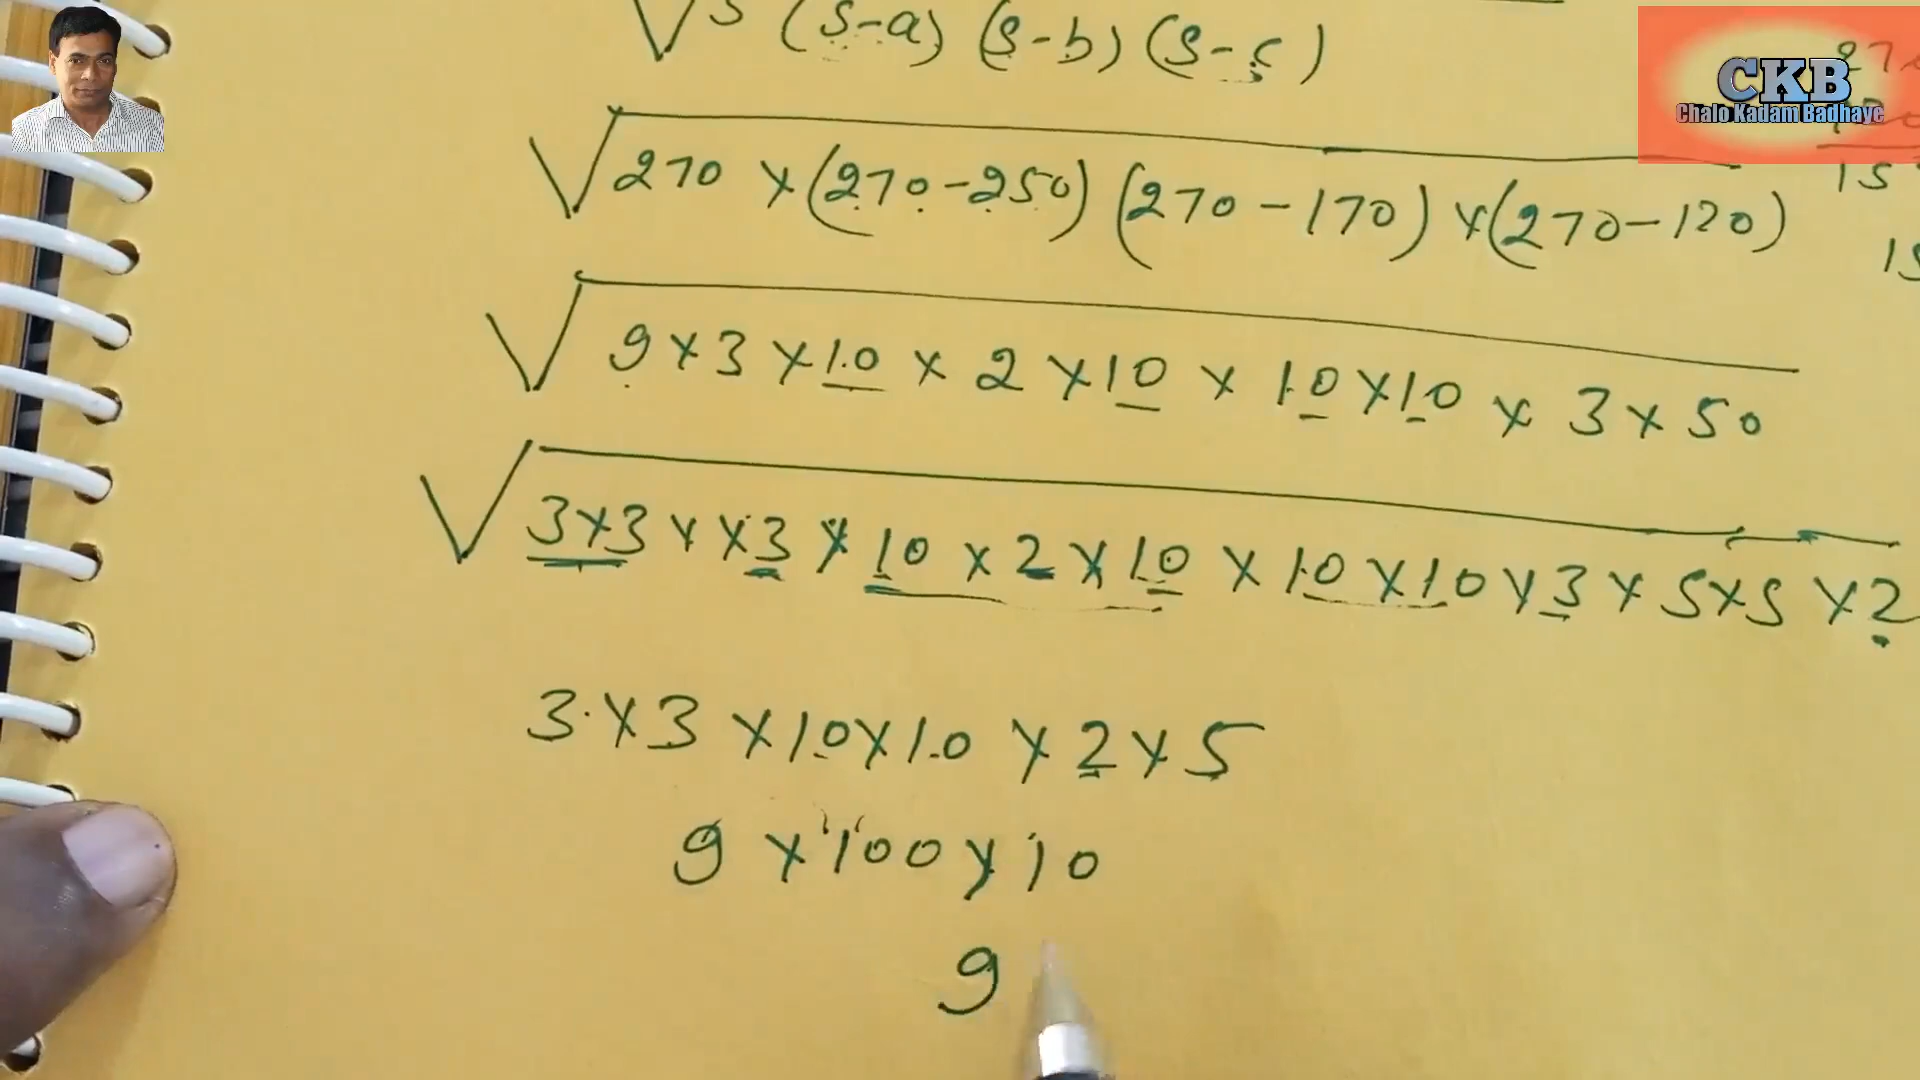 √s (s-a) (s-b) (s-c)
CKB
Chalo Kadam Badhaye
√270 × (270-250) (270-170) × (270-120)
√9×3×10×2×10×10×10×3×50
√3×3××3×10×2×10×10×10×3×5×5×2
3×3×10×10×2×5
9×100×10
9